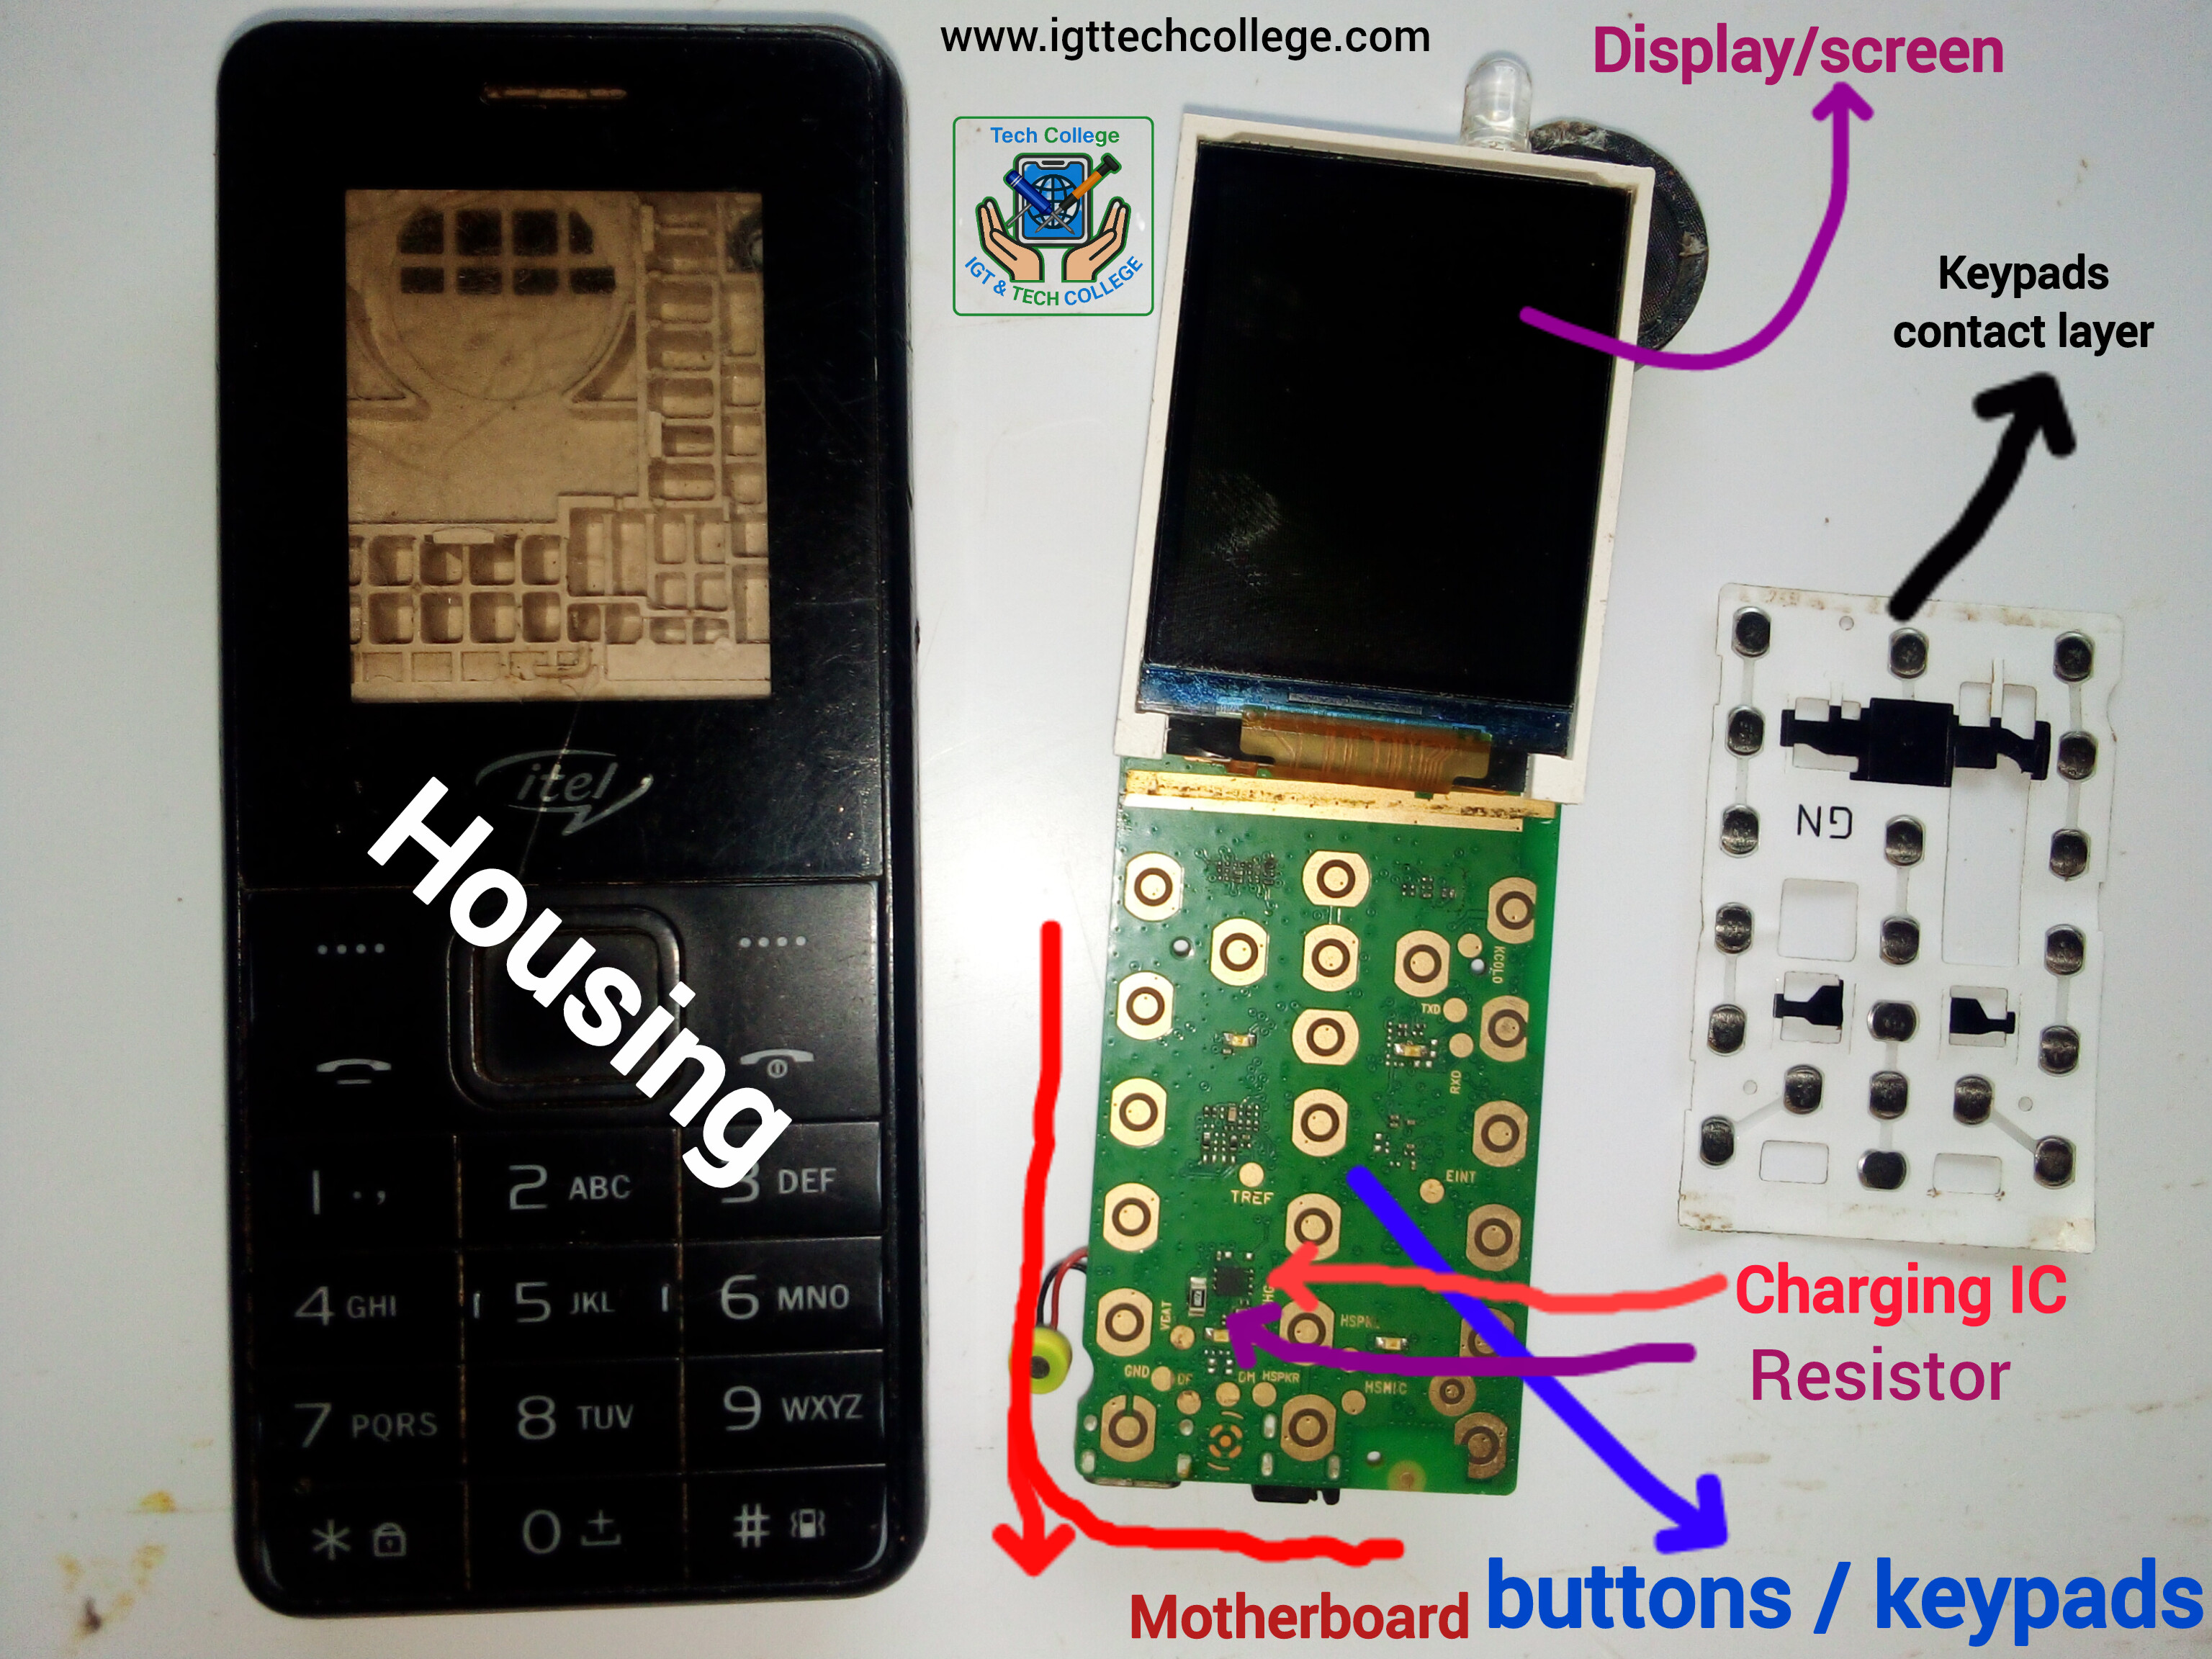 www.igttechcollege.com
Display/screen
Tech College
IGT & TECH COLLEGE
Keypads
contact layer
itel
Housing
GN
1 . ,
2 ABC
3 DEF
4 GHI
5 JKL
6 MNO
7 PQRS
8 TUV
9 WXYZ
*
0
#
KCOL0
TXD
RXD
EINT
TREF
VBAT
GND
DM
HSPKR
HSMIC
Charging IC
Resistor
Motherboard
buttons / keypads